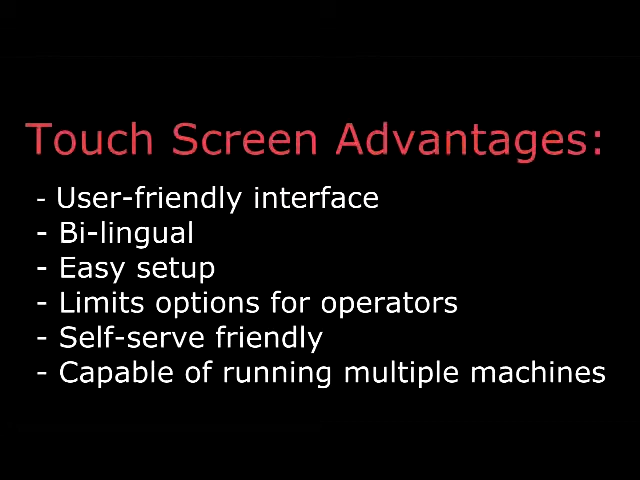 Touch Screen Advantages:
- User-friendly interface
- Bi-lingual
- Easy setup
- Limits options for operators
- Self-serve friendly
- Capable of running multiple machines